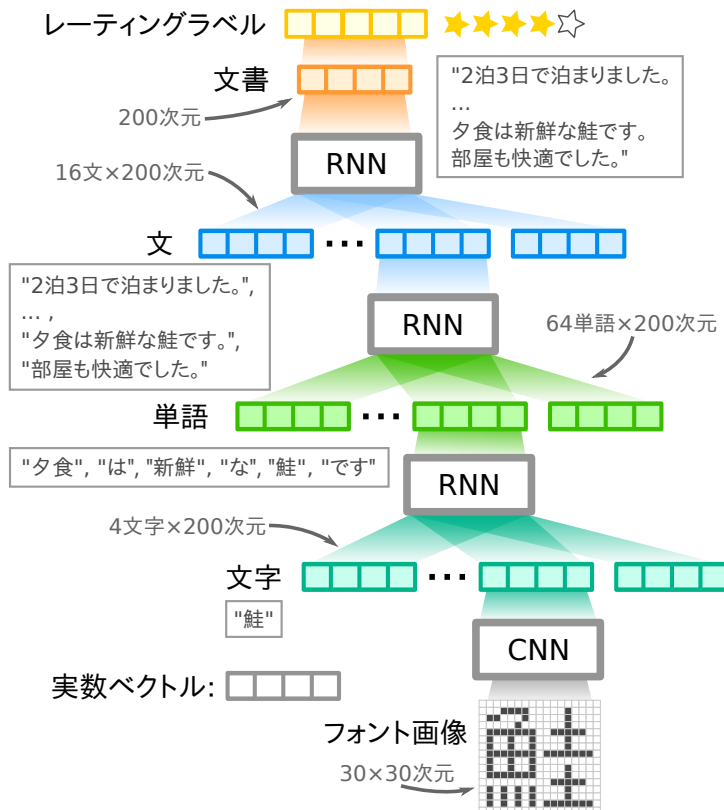 レーティングラベル
文書
"2泊3日で泊まりました。
...
夕食は新鮮な鮭です。
部屋も快適でした。"
200次元
RNN
16文×200次元
文
...
"2泊3日で泊まりました。",
... ,
"夕食は新鮮な鮭です。",
"部屋も快適でした。"
RNN
64単語×200次元
単語
...
"夕食", "は", "新鮮", "な", "鮭", "です"
RNN
4文字×200次元
文字
...
"鮭"
CNN
実数ベクトル:
フォント画像
30×30次元
鮭